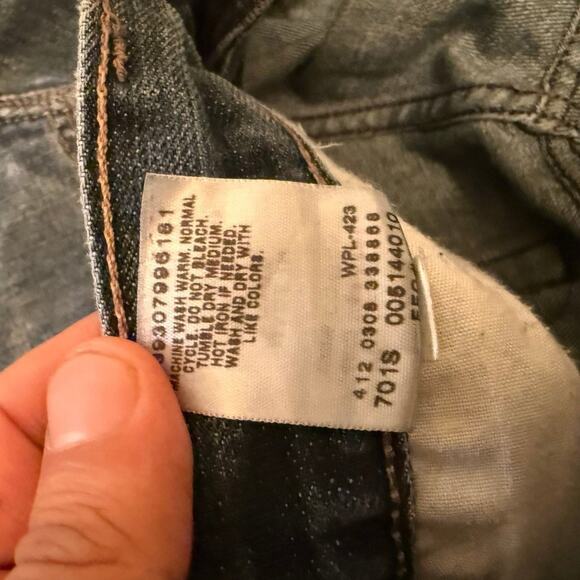 89307996161
MACHINE WASH WARM, NORMAL
CYCLE. DO NOT BLEACH.
TUMBLE DRY MEDIUM.
HOT IRON IF NEEDED.
WASH AND DRY WITH
LIKE COLORS.
WPL-423
412 0308 338868
701S 005144010